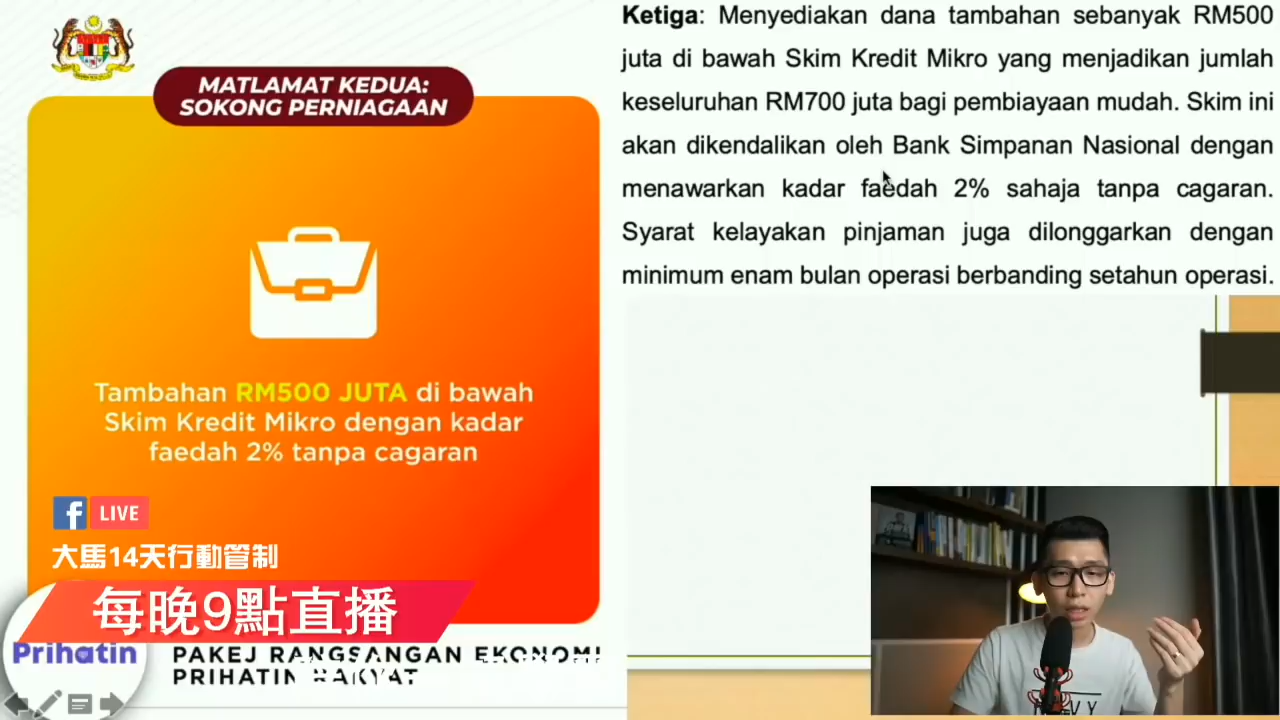 MATLAMAT KEDUA:
SOKONG PERNIAGAAN
Tambahan RM500 JUTA di bawah
Skim Kredit Mikro dengan kadar
faedah 2% tanpa cagaran
Ketiga: Menyediakan dana tambahan sebanyak RM500
juta di bawah Skim Kredit Mikro yang menjadikan jumlah
keseluruhan RM700 juta bagi pembiayaan mudah. Skim ini
akan dikendalikan oleh Bank Simpanan Nasional dengan
menawarkan kadar faedah 2% sahaja tanpa cagaran.
Syarat kelayakan pinjaman juga dilonggarkan dengan
minimum enam bulan operasi berbanding setahun operasi.
f LIVE
大馬14天行動管制
每晚9點直播
Prihatin
PAKEJ RANGSANGAN EKONOMI
PRIHATIN RAKYAT